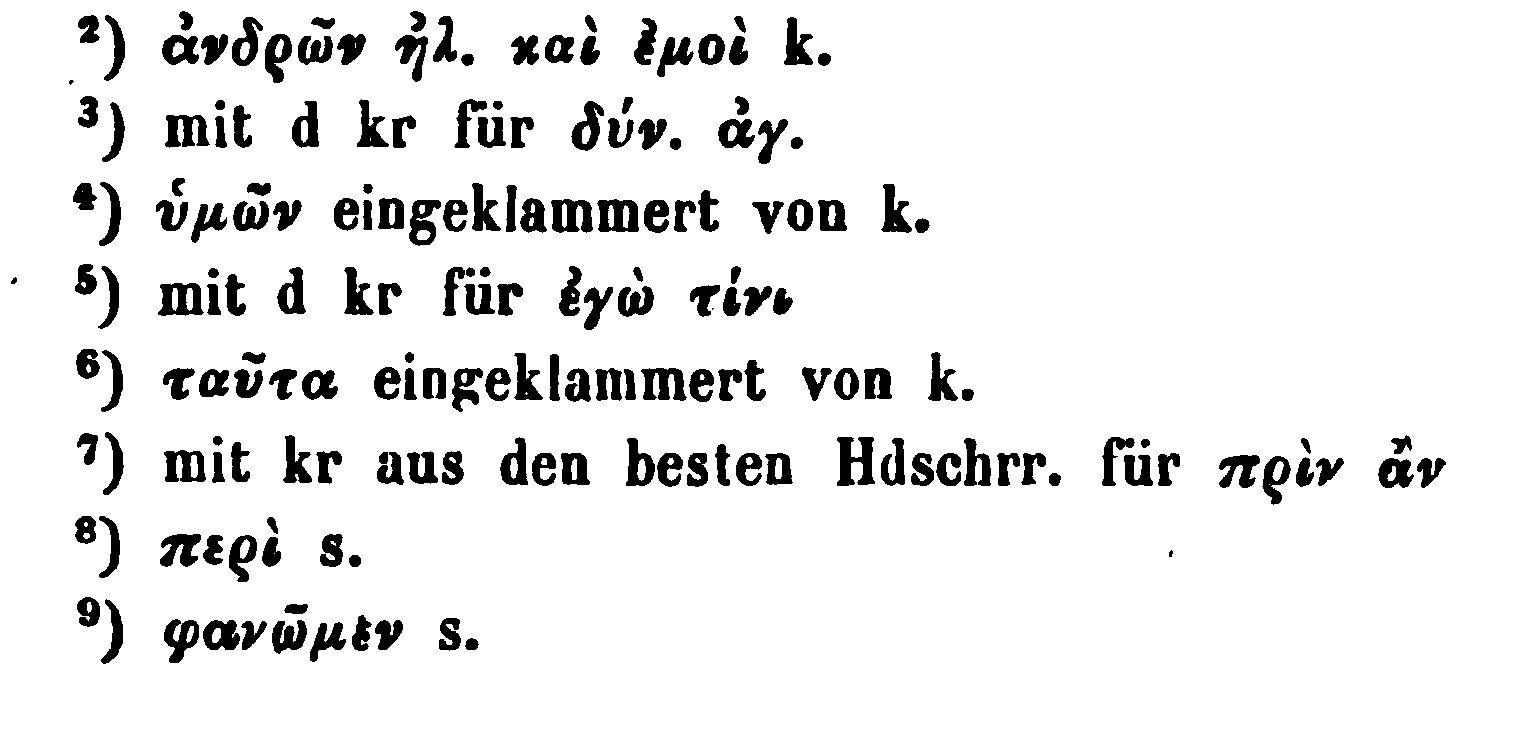 ²) ἀνδρῶν ἠλ. καὶ ἐμοὶ k.
³) mit d kr für δύν. ἀγ.
⁴) ὑμῶν eingeklammert von k.
⁵) mit d kr für ἐγὼ τίνι
⁶) ταῦτα eingeklammert von k.
⁷) mit kr aus den besten Hdschrr. für πρὶν ἂν
⁸) περὶ s.
⁹) φανῶμεν s.